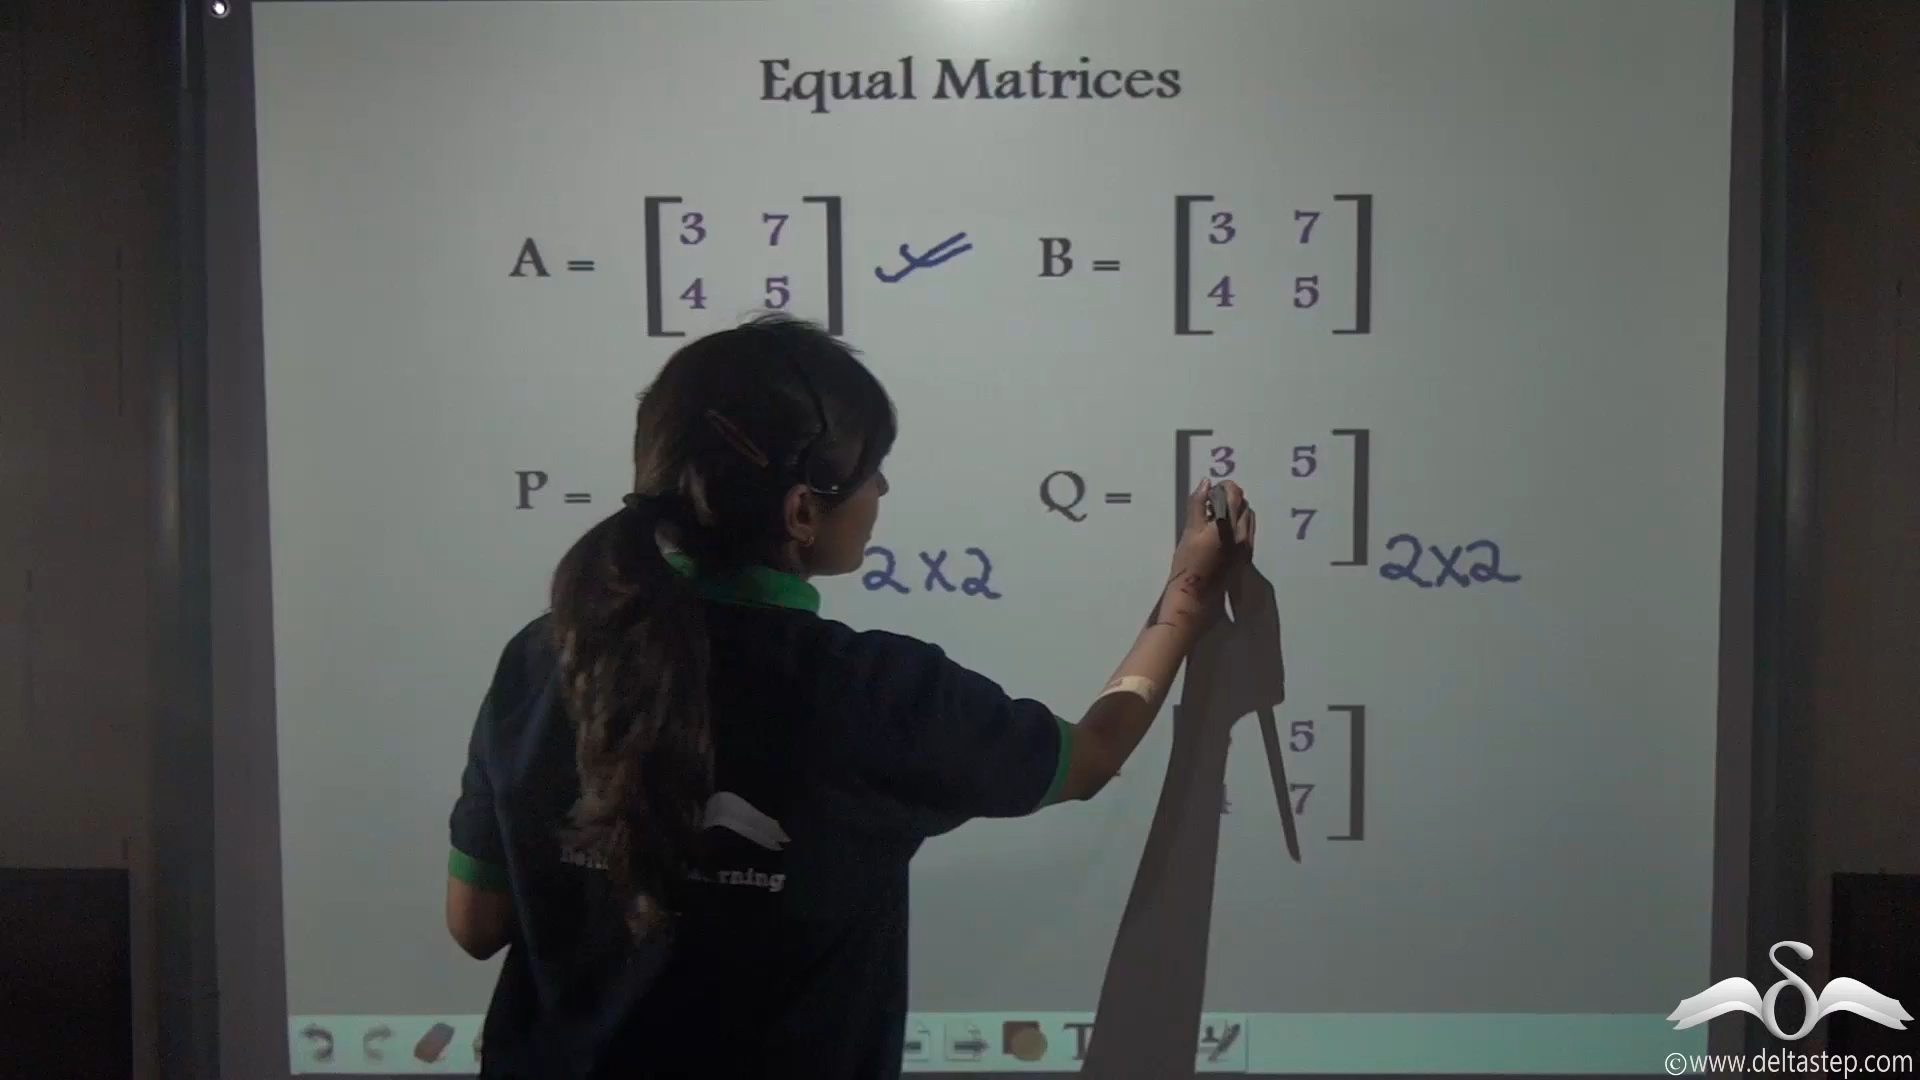 Equal Matrices
A = [3 7
4 5]
B = [3 7
4 5]
P =
2x2
Q = [3 5
7]
2x2
5
7]
T
©www.deltastep.com